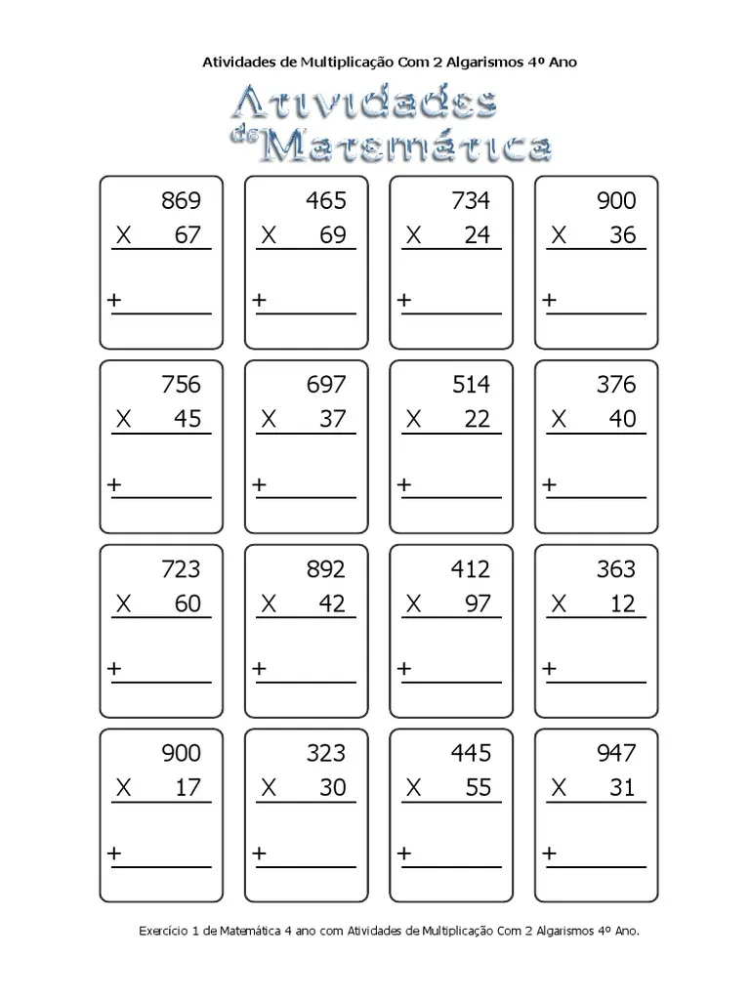 Atividades de Multiplicação Com 2 Algarismos 4º Ano
Atividades
de Matemática
869 465 734 900
X 67 X 69 X 24 X 36
+ + + +
756 697 514 376
X 45 X 37 X 22 X 40
+ + + +
723 892 412 363
X 60 X 42 X 97 X 12
+ + + +
900 323 445 947
X 17 X 30 X 55 X 31
+ + + +
Exercício 1 de Matemática 4 ano com Atividades de Multiplicação Com 2 Algarismos 4º Ano.